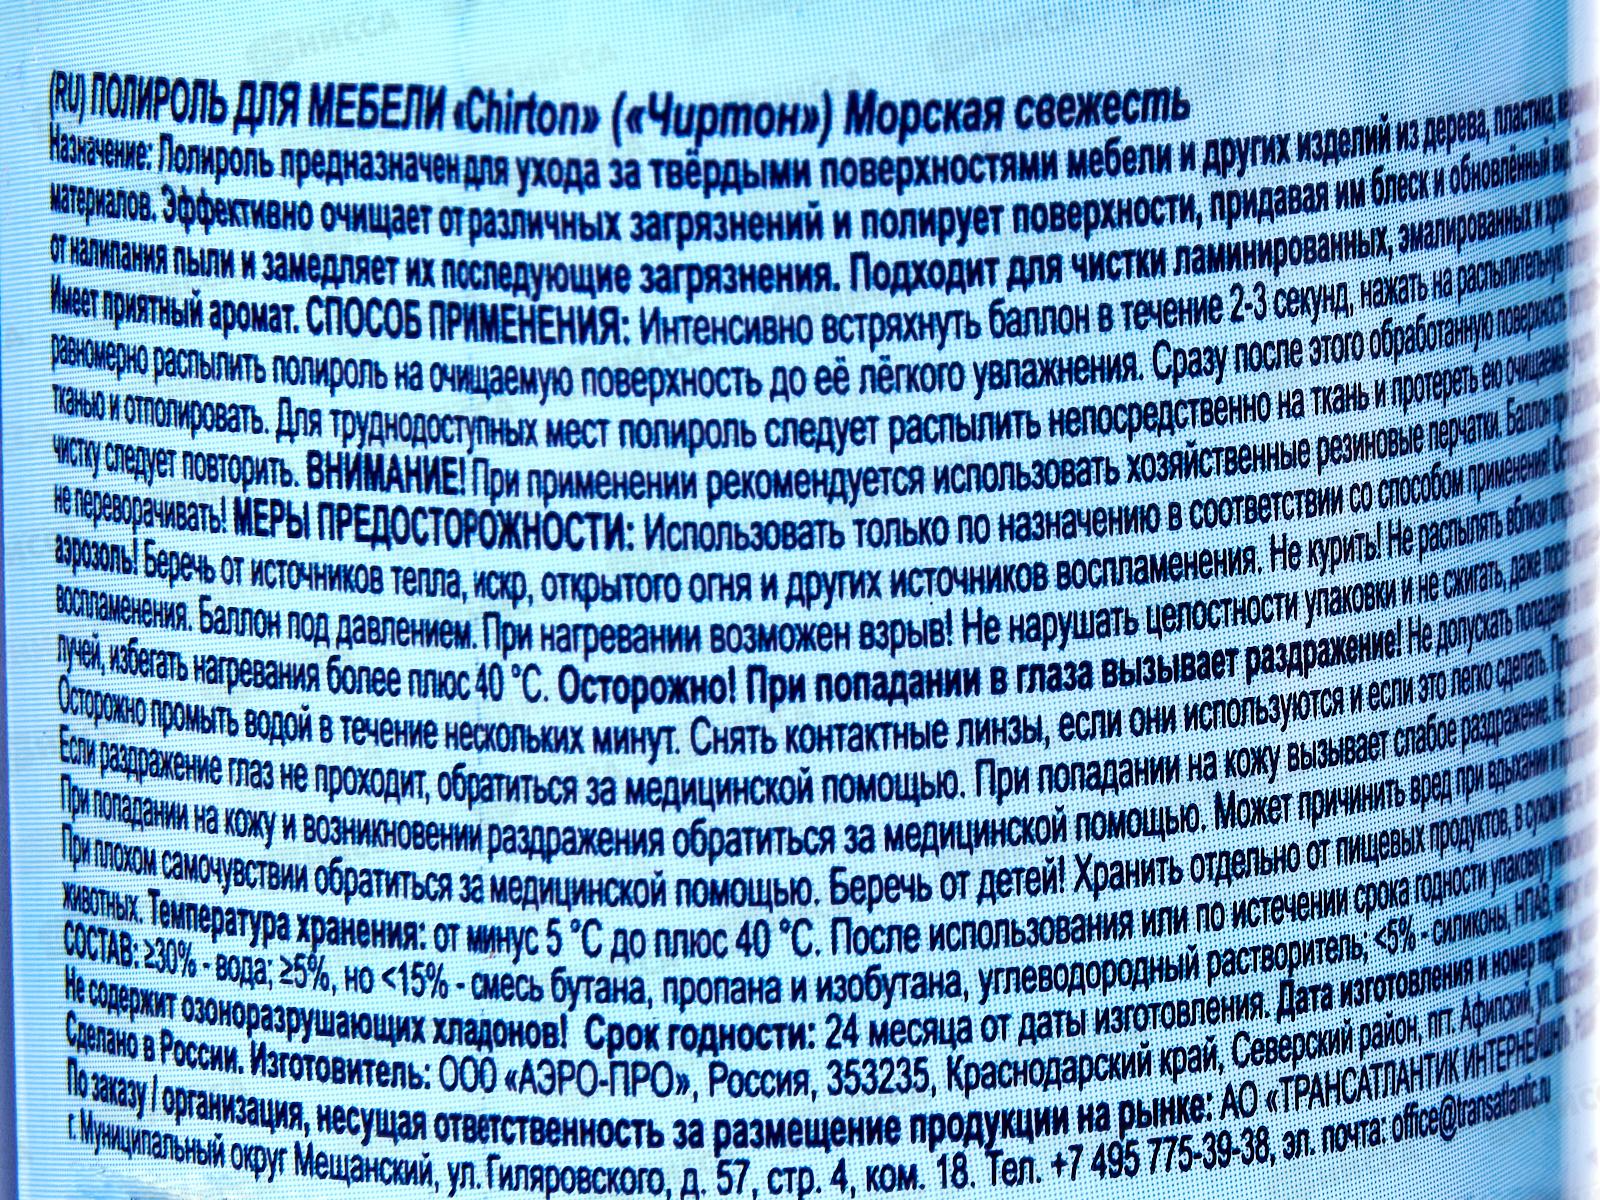 (RU) ПОЛИРОЛЬ ДЛЯ МЕБЕЛИ «Chirton» («Чиртон») Морская свежесть
Назначение: Полироль предназначен для ухода за твёрдыми поверхностями мебели и других изделий из дерева, пластика,
материалов. Эффективно очищает от различных загрязнений и полирует поверхности, придавая им блеск и обновлённый вид.
от налипания пыли и замедляет их последующие загрязнения. Подходит для чистки ламинированных, эмалированных и
Имеет приятный аромат. СПОСОБ ПРИМЕНЕНИЯ: Интенсивно встряхнуть баллон в течение 2-3 секунд, нажать на распылительную
равномерно распылить полироль на очищаемую поверхность до её лёгкого увлажнения. Сразу после этого обработанную поверхность
тканью и отполировать. Для труднодоступных мест полироль следует распылить непосредственно на ткань и протереть ею очищаемые
чистку следует повторить. ВНИМАНИЕ! При применении рекомендуется использовать хозяйственные резиновые перчатки. Баллон
не переворачивать! МЕРЫ ПРЕДОСТОРОЖНОСТИ: Использовать только по назначению в соответствии со способом применения!
аэрозоль! Беречь от источников тепла, искр, открытого огня и других источников воспламенения. Не курить! Не распылять вблизи
воспламенения. Баллон под давлением. При нагревании возможен взрыв! Не нарушать целостности упаковки и не сжигать, даже после
лучей, избегать нагревания более плюс 40 °С. Осторожно! При попадании в глаза вызывает раздражение! Не допускать попадания
Осторожно промыть водой в течение нескольких минут. Снять контактные линзы, если они используются и если это легко сделать.
Если раздражение глаз не проходит, обратиться за медицинской помощью. При попадании на кожу вызывает слабое раздражение. Не
При попадании на кожу и возникновении раздражения обратиться за медицинской помощью. Может причинить вред при вдыхании и
При плохом самочувствии обратиться за медицинской помощью. Беречь от детей! Хранить отдельно от пищевых продуктов, в сухом
животных. Температура хранения: от минус 5 °С до плюс 40 °С. После использования или по истечении срока годности упаковку
СОСТАВ: ≥30% - вода; ≥5%, но <15% - смесь бутана, пропана и изобутана, углеводородный растворитель; <5% - силиконы, НПАВ,
Не содержит озоноразрушающих хладонов! Срок годности: 24 месяца от даты изготовления. Дата изготовления и номер
Сделано в России. Изготовитель: ООО «АЭРО-ПРО», Россия, 353235, Краснодарский край, Северский район, пгт. Афипский, ул.
По заказу / организация, несущая ответственность за размещение продукции на рынке: АО «ТРАНСАТЛАНТИК ИНТЕРНЕЙШНЛ»
г. Муниципальный округ Мещанский, ул. Гиляровского, д. 57, стр. 4, ком. 18. Тел. +7 495 775-39-38, эл. почта: office@transatlantic.ru